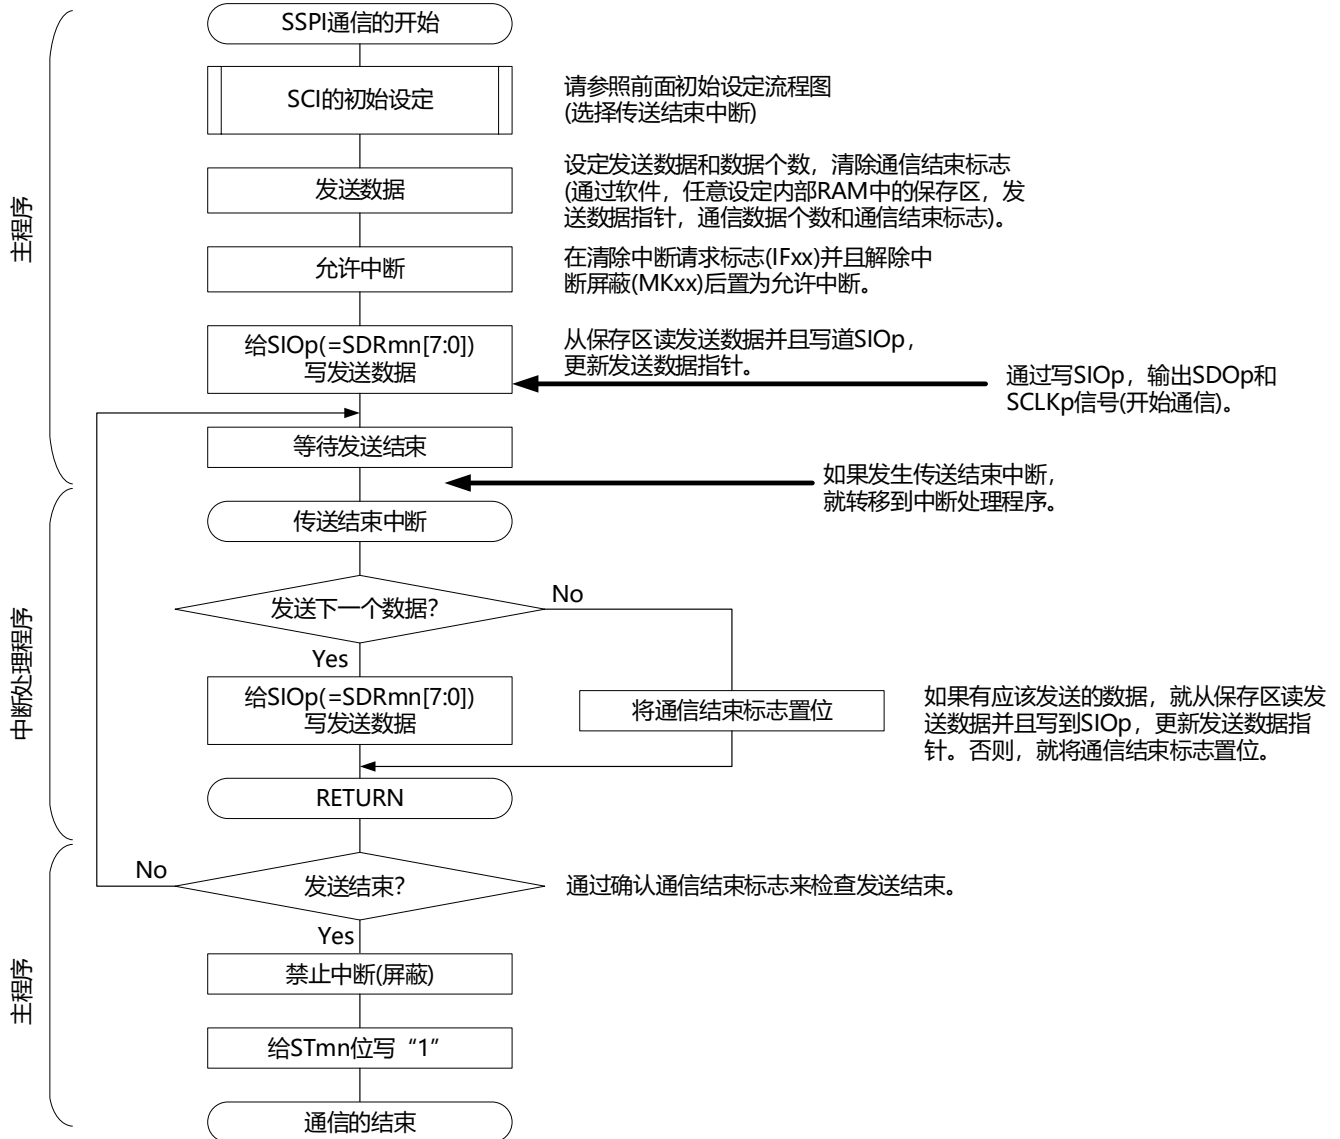 SSPI通信的开始
SCI的初始设定
请参照前面初始设定流程图
(选择传送结束中断)
发送数据
设定发送数据和数据个数，清除通信结束标志
(通过软件，任意设定内部RAM中的保存区，发
送数据指针，通信数据个数和通信结束标志)。
主程序
允许中断
在清除中断请求标志(IFxx)并且解除中
断屏蔽(MKxx)后置为允许中断。
给SIOp(=SDRmn[7:0])
写发送数据
从保存区读发送数据并且写道SIOp，
更新发送数据指针。
通过写SIOp，输出SDOp和
SCLKp信号(开始通信)。
等待发送结束
如果发生传送结束中断，
就转移到中断处理程序。
传送结束中断
发送下一个数据?
No
Yes
中断处理程序
给SIOp(=SDRmn[7:0])
写发送数据
将通信结束标志置位
如果有应该发送的数据，就从保存区读发
送数据并且写到SIOp，更新发送数据指
针。否则，就将通信结束标志置位。
RETURN
No
发送结束?
通过确认通信结束标志来检查发送结束。
Yes
主程序
禁止中断(屏蔽)
给STmn位写“1”
通信的结束